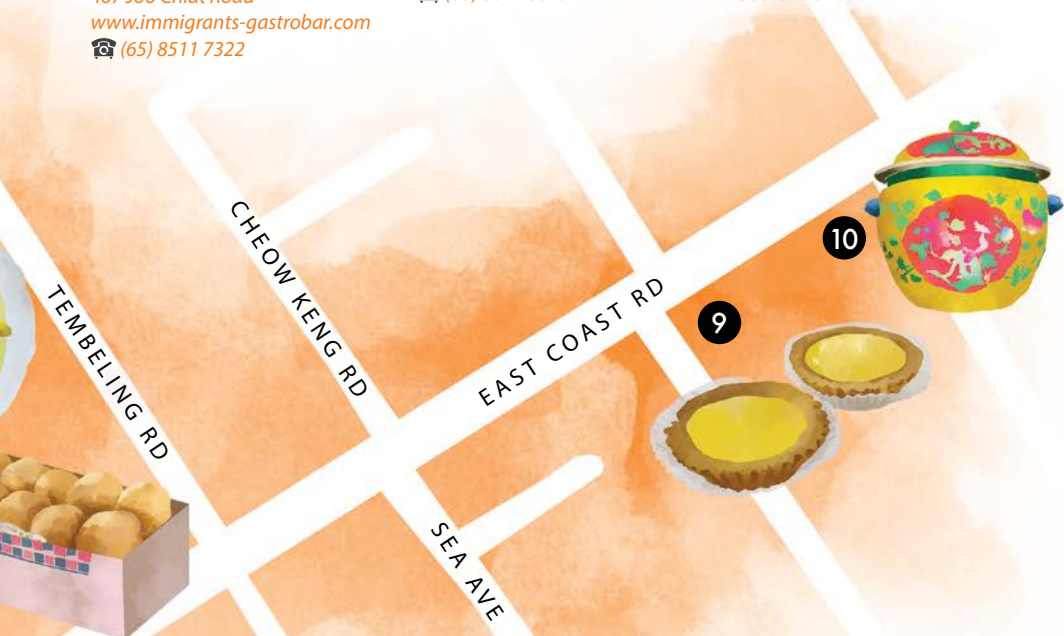 www.immigrants-gastrobar.com
(65) 8511 7322
10
9
CHEOW KENG RD
TEMBELING RD
EAST COAST RD
SEA AVE